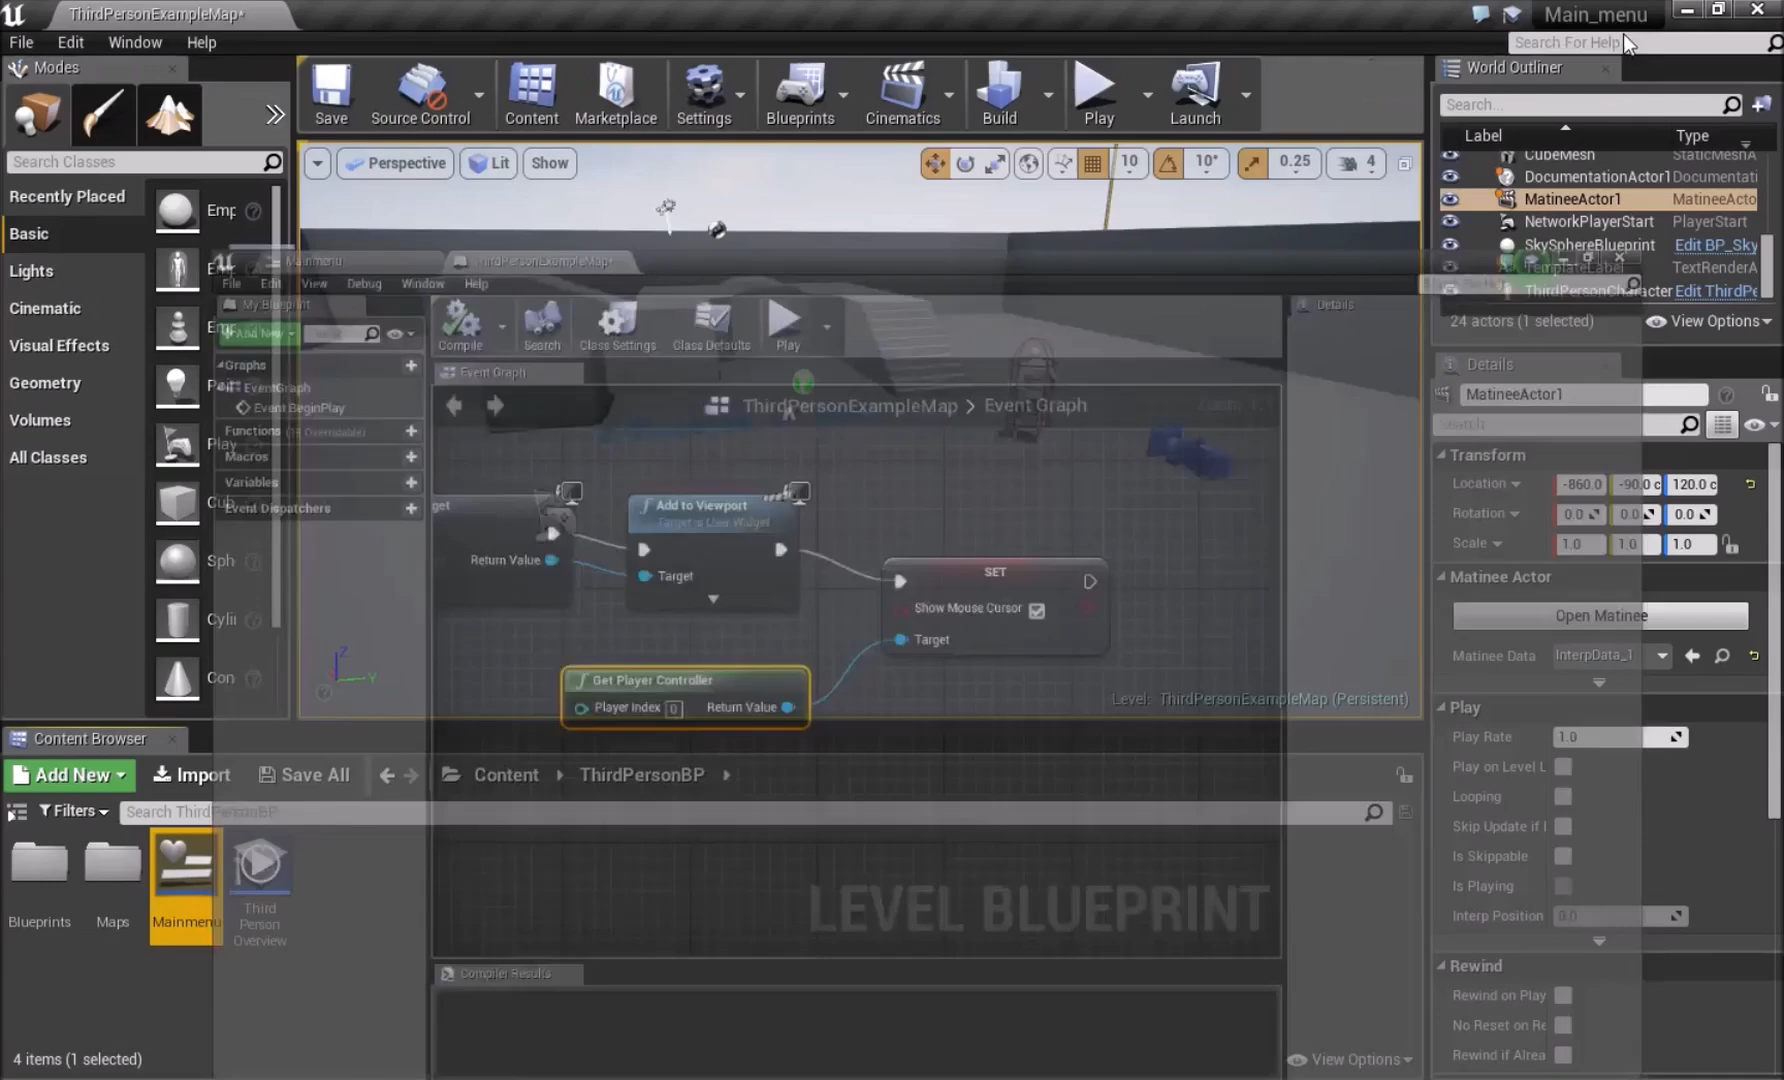 ThirdPersonExampleMap*
Main_menu
File Edit Window Help
Search For Help
Modes
World Outliner
Save Source Control Content Marketplace Settings Blueprints Cinematics Build Play Launch
Search...
Label Type
Search Classes
Perspective Lit Show
10 10° 0.25 4
CubeMesh StaticMeshA
DocumentationActor1 Documentati
MatineeActor1 MatineeActo
NetworkPlayerStart PlayerStart
SkySphereBlueprint Edit BP_Sky
TemplateLabel TextRenderA
ThirdPersonCharacter Edit ThirdPe
24 actors (1 selected) View Options
Recently Placed
Basic
Lights
Cinematic
Visual Effects
Geometry
Volumes
All Classes
Emp
Play
Sph
Cylii
Con
Mainmenu ThirdPersonExampleMap*
File Edit View Debug Window Help
My Blueprint
Details
Add New
Compile Search Class Settings Class Defaults Play
Graphs
EventGraph
Event BeginPlay
Functions
Macros
Variables
Event Dispatchers
Event Graph
ThirdPersonExampleMap > Event Graph
get
Return Value
Add to Viewport
Target is User Widget
Target
SET
Show Mouse Cursor
Target
Get Player Controller
Player Index 0 Return Value
Level: ThirdPersonExampleMap (Persistent)
LEVEL BLUEPRINT
Compiler Results
Details
MatineeActor1
Search
Transform
Location -860.0 -90.0 c 120.0 c
Rotation 0.0 0.0 0.0
Scale 1.0 1.0 1.0
Matinee Actor
Open Matinee
Matinee Data InterpData_1
Play
Play Rate 1.0
Play on Level L
Looping
Skip Update if I
Is Skippable
Is Playing
Interp Position 0.0
Rewind
Rewind on Play
No Reset on Re
Rewind if Alrea
Content Browser
Add New Import Save All Content ThirdPersonBP
Filters Search ThirdPersonBP
Blueprints Maps Mainmenu Third Person Overview
4 items (1 selected)
View Options